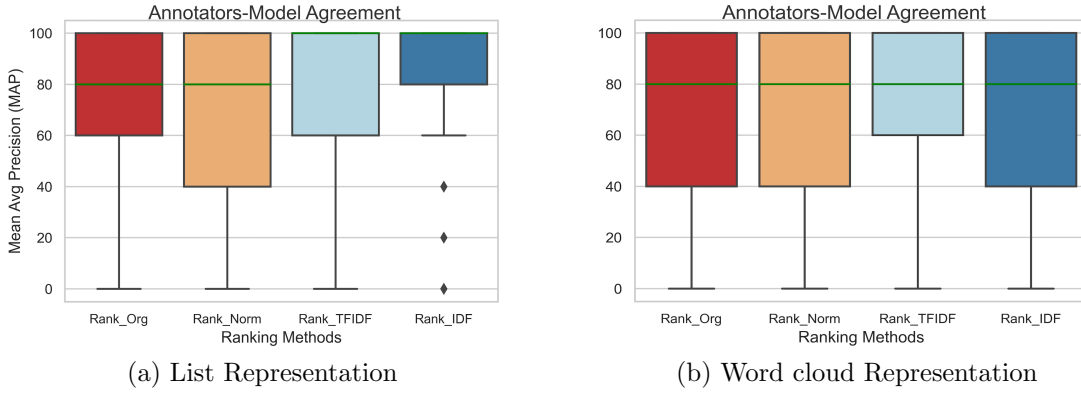 Annotators-Model Agreement
Mean Avg Precision (MAP)
100
80
60
40
20
0
Rank_Org Rank_Norm Rank_TFIDF Rank_IDF
Ranking Methods
(a) List Representation
Annotators-Model Agreement
100
80
60
40
20
0
Rank_Org Rank_Norm Rank_TFIDF Rank_IDF
Ranking Methods
(b) Word cloud Representation